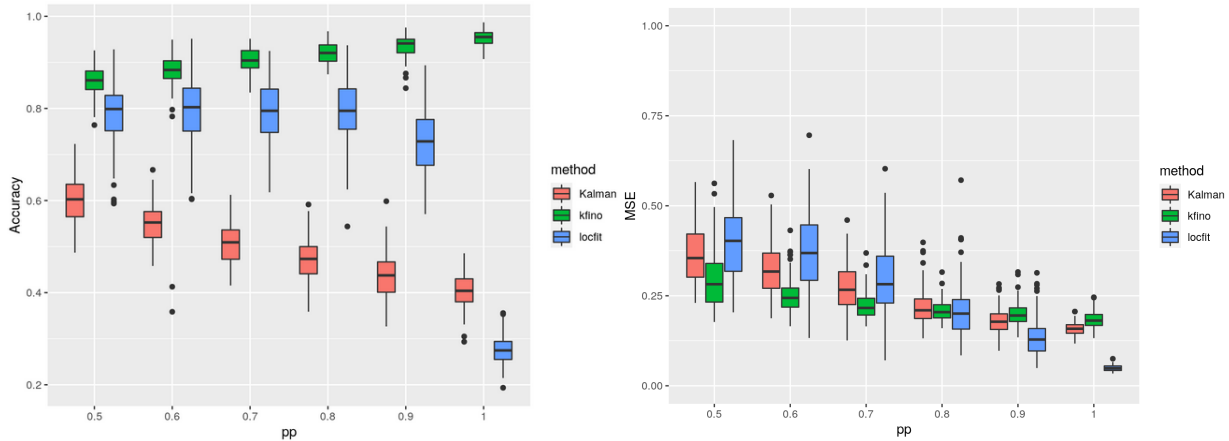 Accuracy
1.0
0.8
0.6
0.4
0.2
0.5 0.6 0.7 0.8 0.9 1
pp
method
Kalman
kfino
locfit
MSE
1.00
0.75
0.50
0.25
0.00
0.5 0.6 0.7 0.8 0.9 1
pp
method
Kalman
kfino
locfit